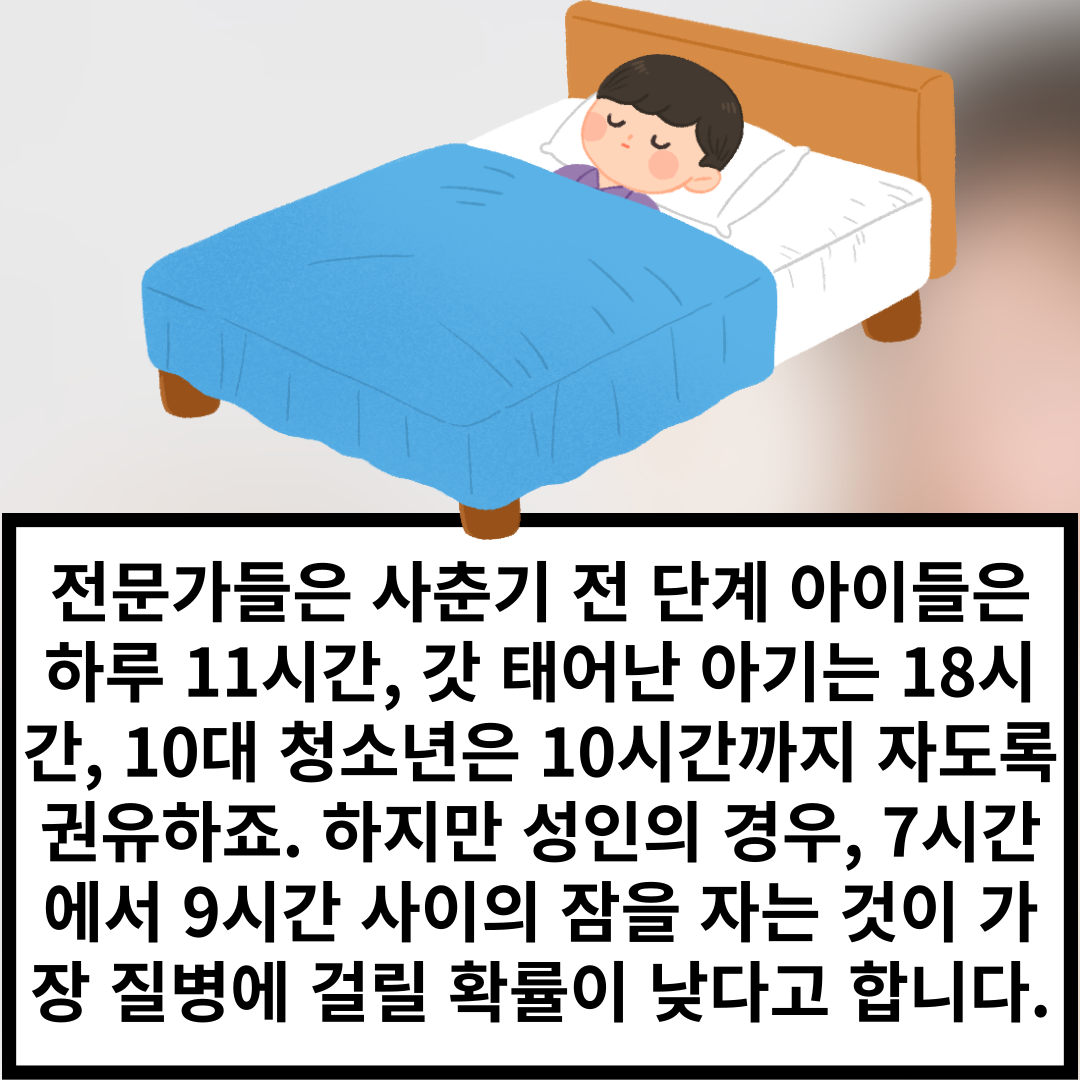 전문가들은 사춘기 전 단계 아이들은
하루 11시간, 갓 태어난 아기는 18시
간, 10대 청소년은 10시간까지 자도록
권유하죠. 하지만 성인의 경우, 7시간
에서 9시간 사이의 잠을 자는 것이 가
장 질병에 걸릴 확률이 낮다고 합니다.